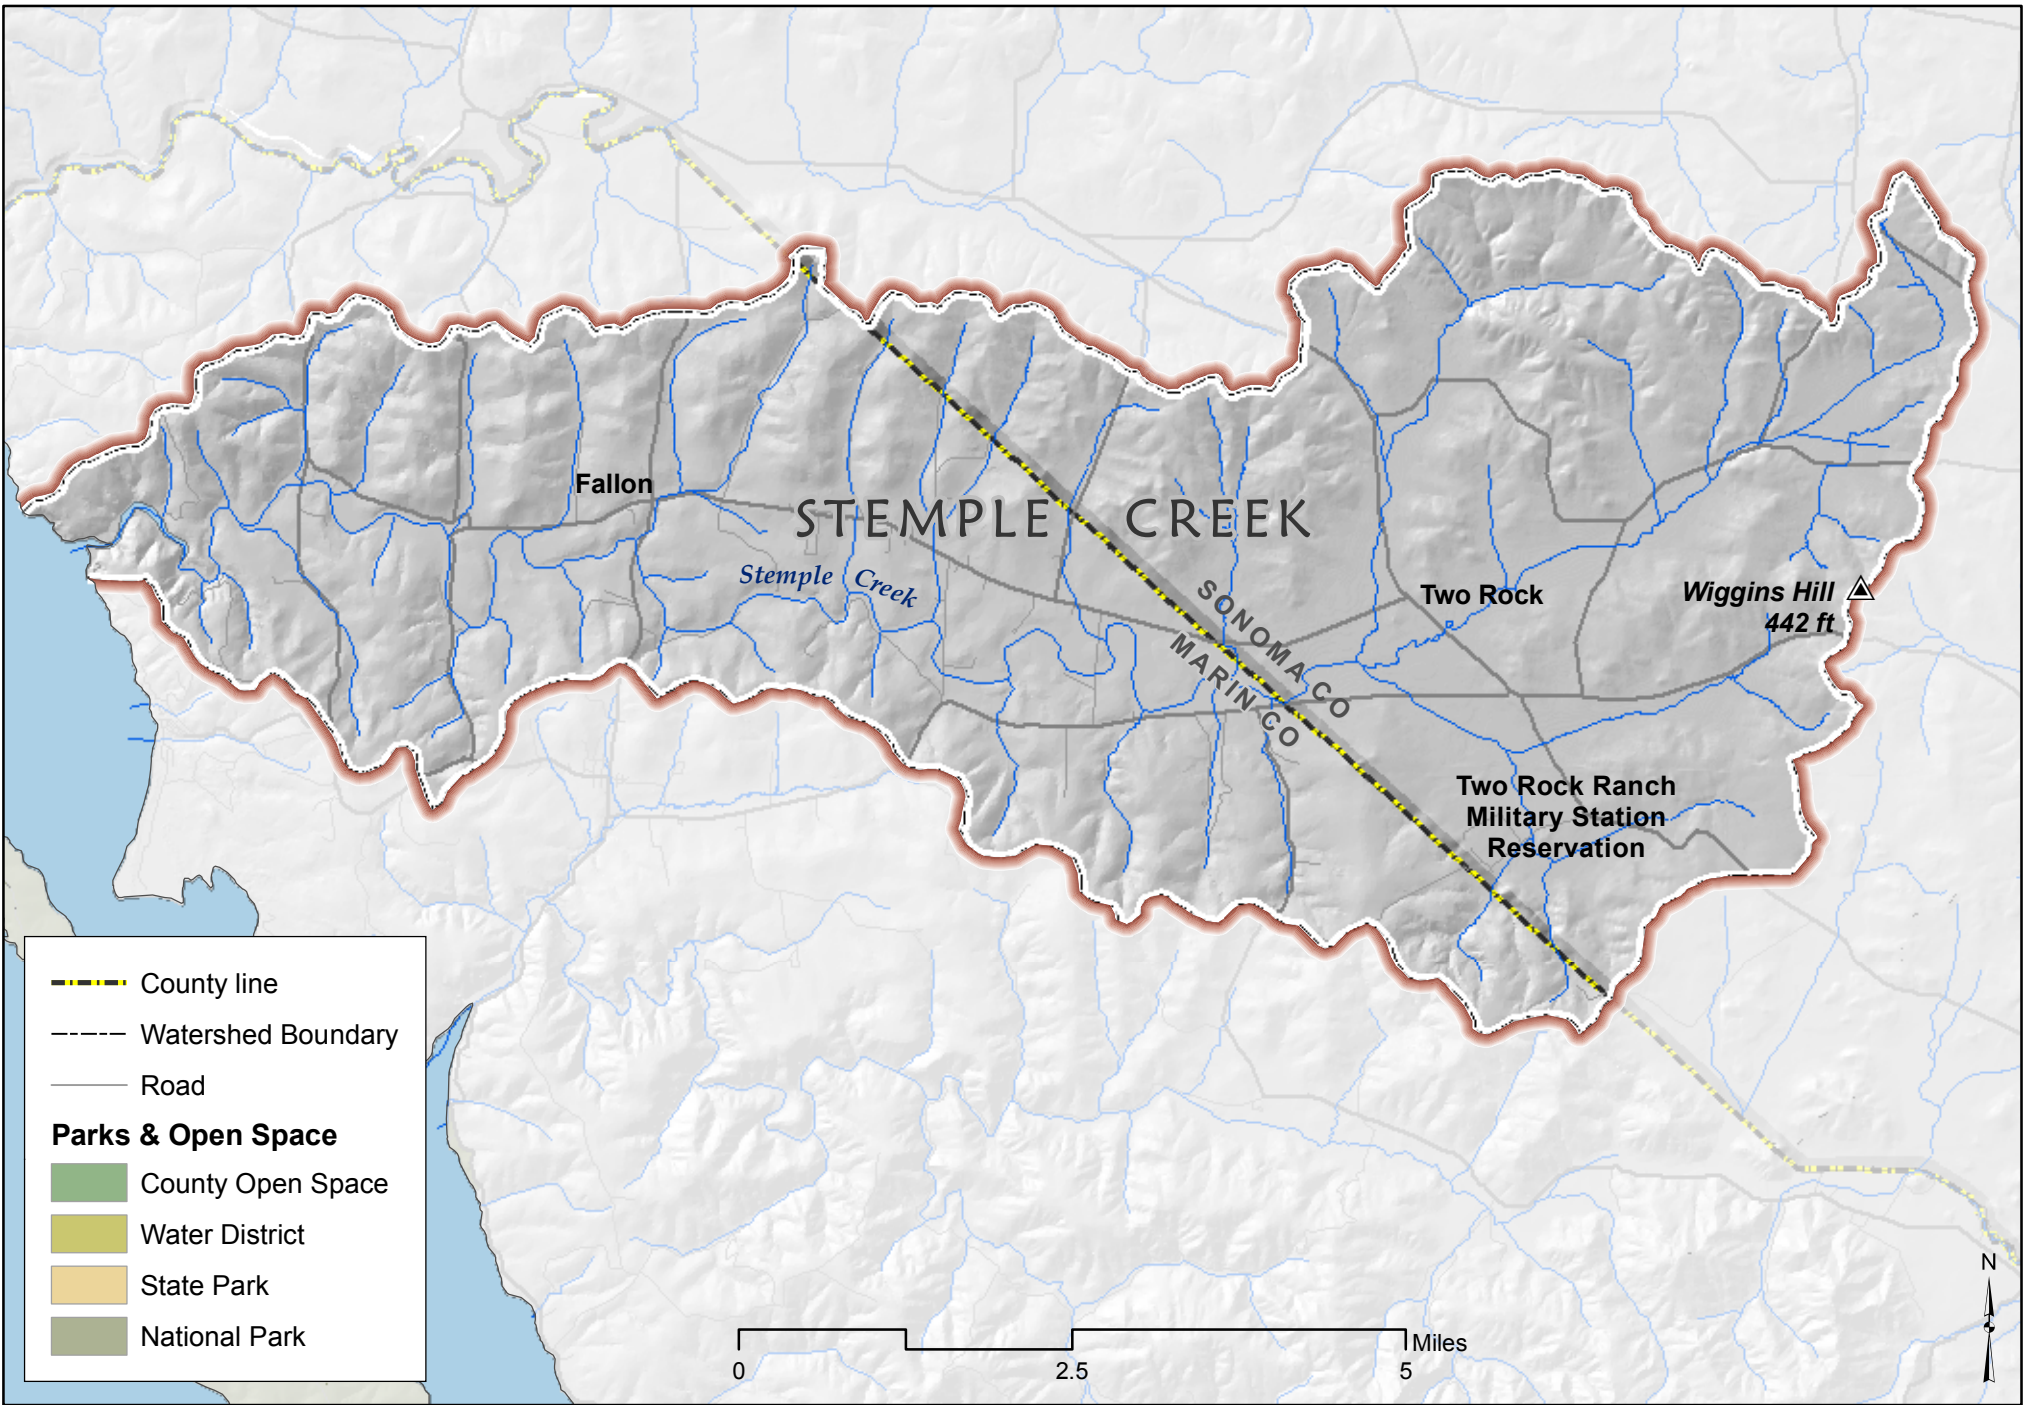 Fallon
STEMPLE CREEK
Stemple Creek
SONOMA CO
MARIN CO
Two Rock
Wiggins Hill
442 ft
Two Rock Ranch
Military Station
Reservation
County line
Watershed Boundary
Road
Parks & Open Space
County Open Space
Water District
State Park
National Park
N
Miles
0 2.5 5